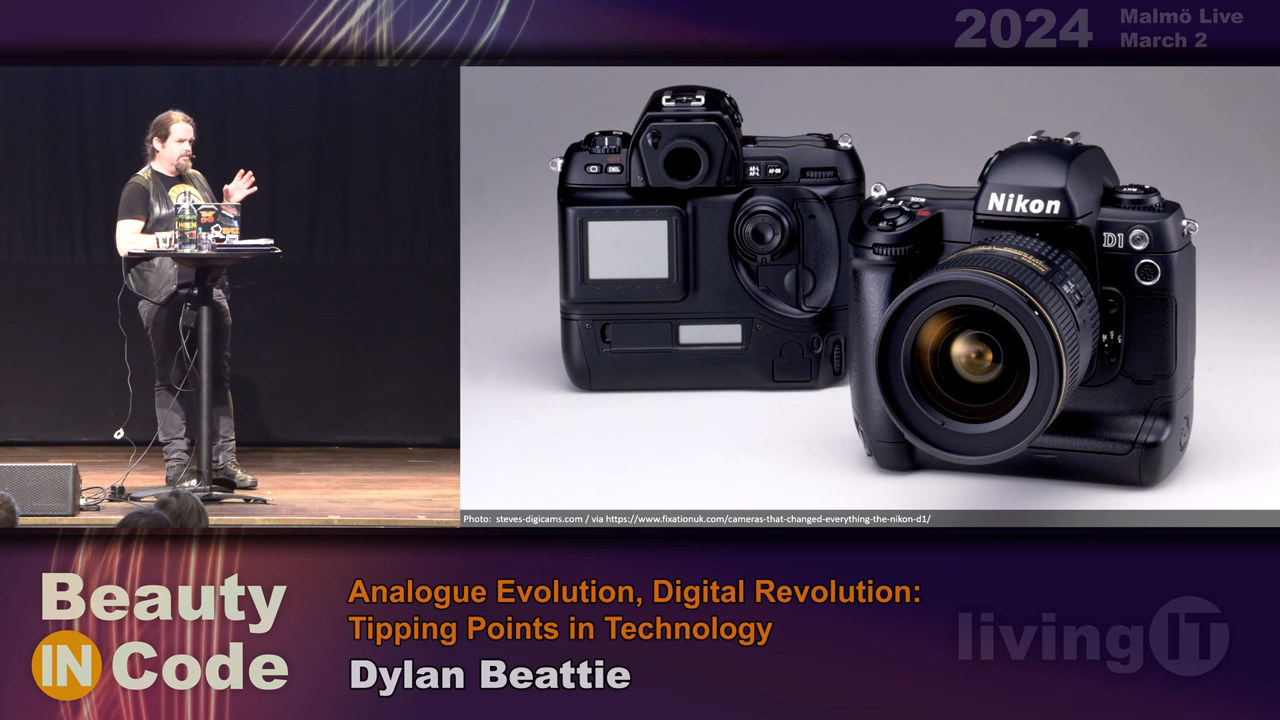 2024
Malmö Live
March 2
Nikon
D1
DEL
Photo: steves-digicams.com / via https://www.fixationuk.com/cameras-that-changed-everything-the-nikon-d1/
Beauty
IN Code
Analogue Evolution, Digital Revolution:
Tipping Points in Technology
Dylan Beattie
livingIT